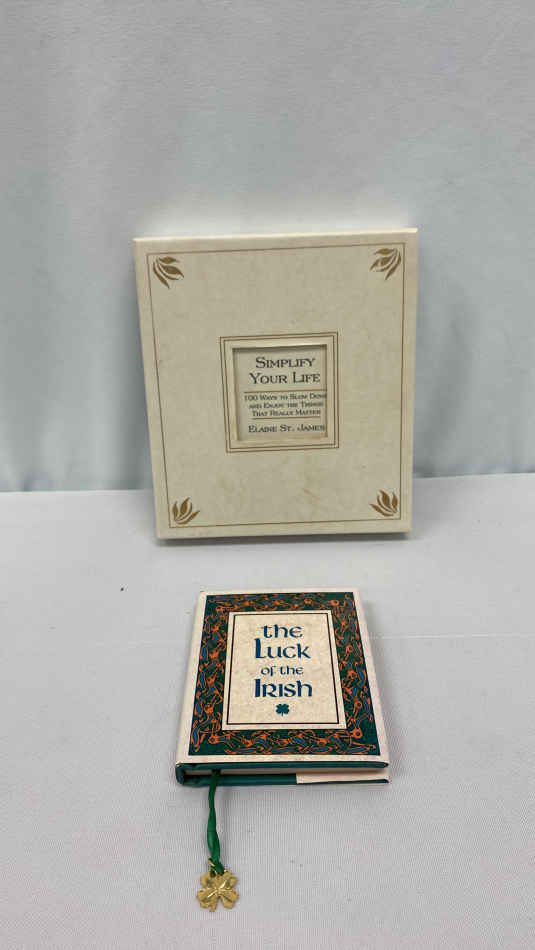 Simplify
Your Life
100 Ways to Slow Down
and Enjoy the Things
That Really Matter
Elaine St. James
the
Luck
of the
Irish